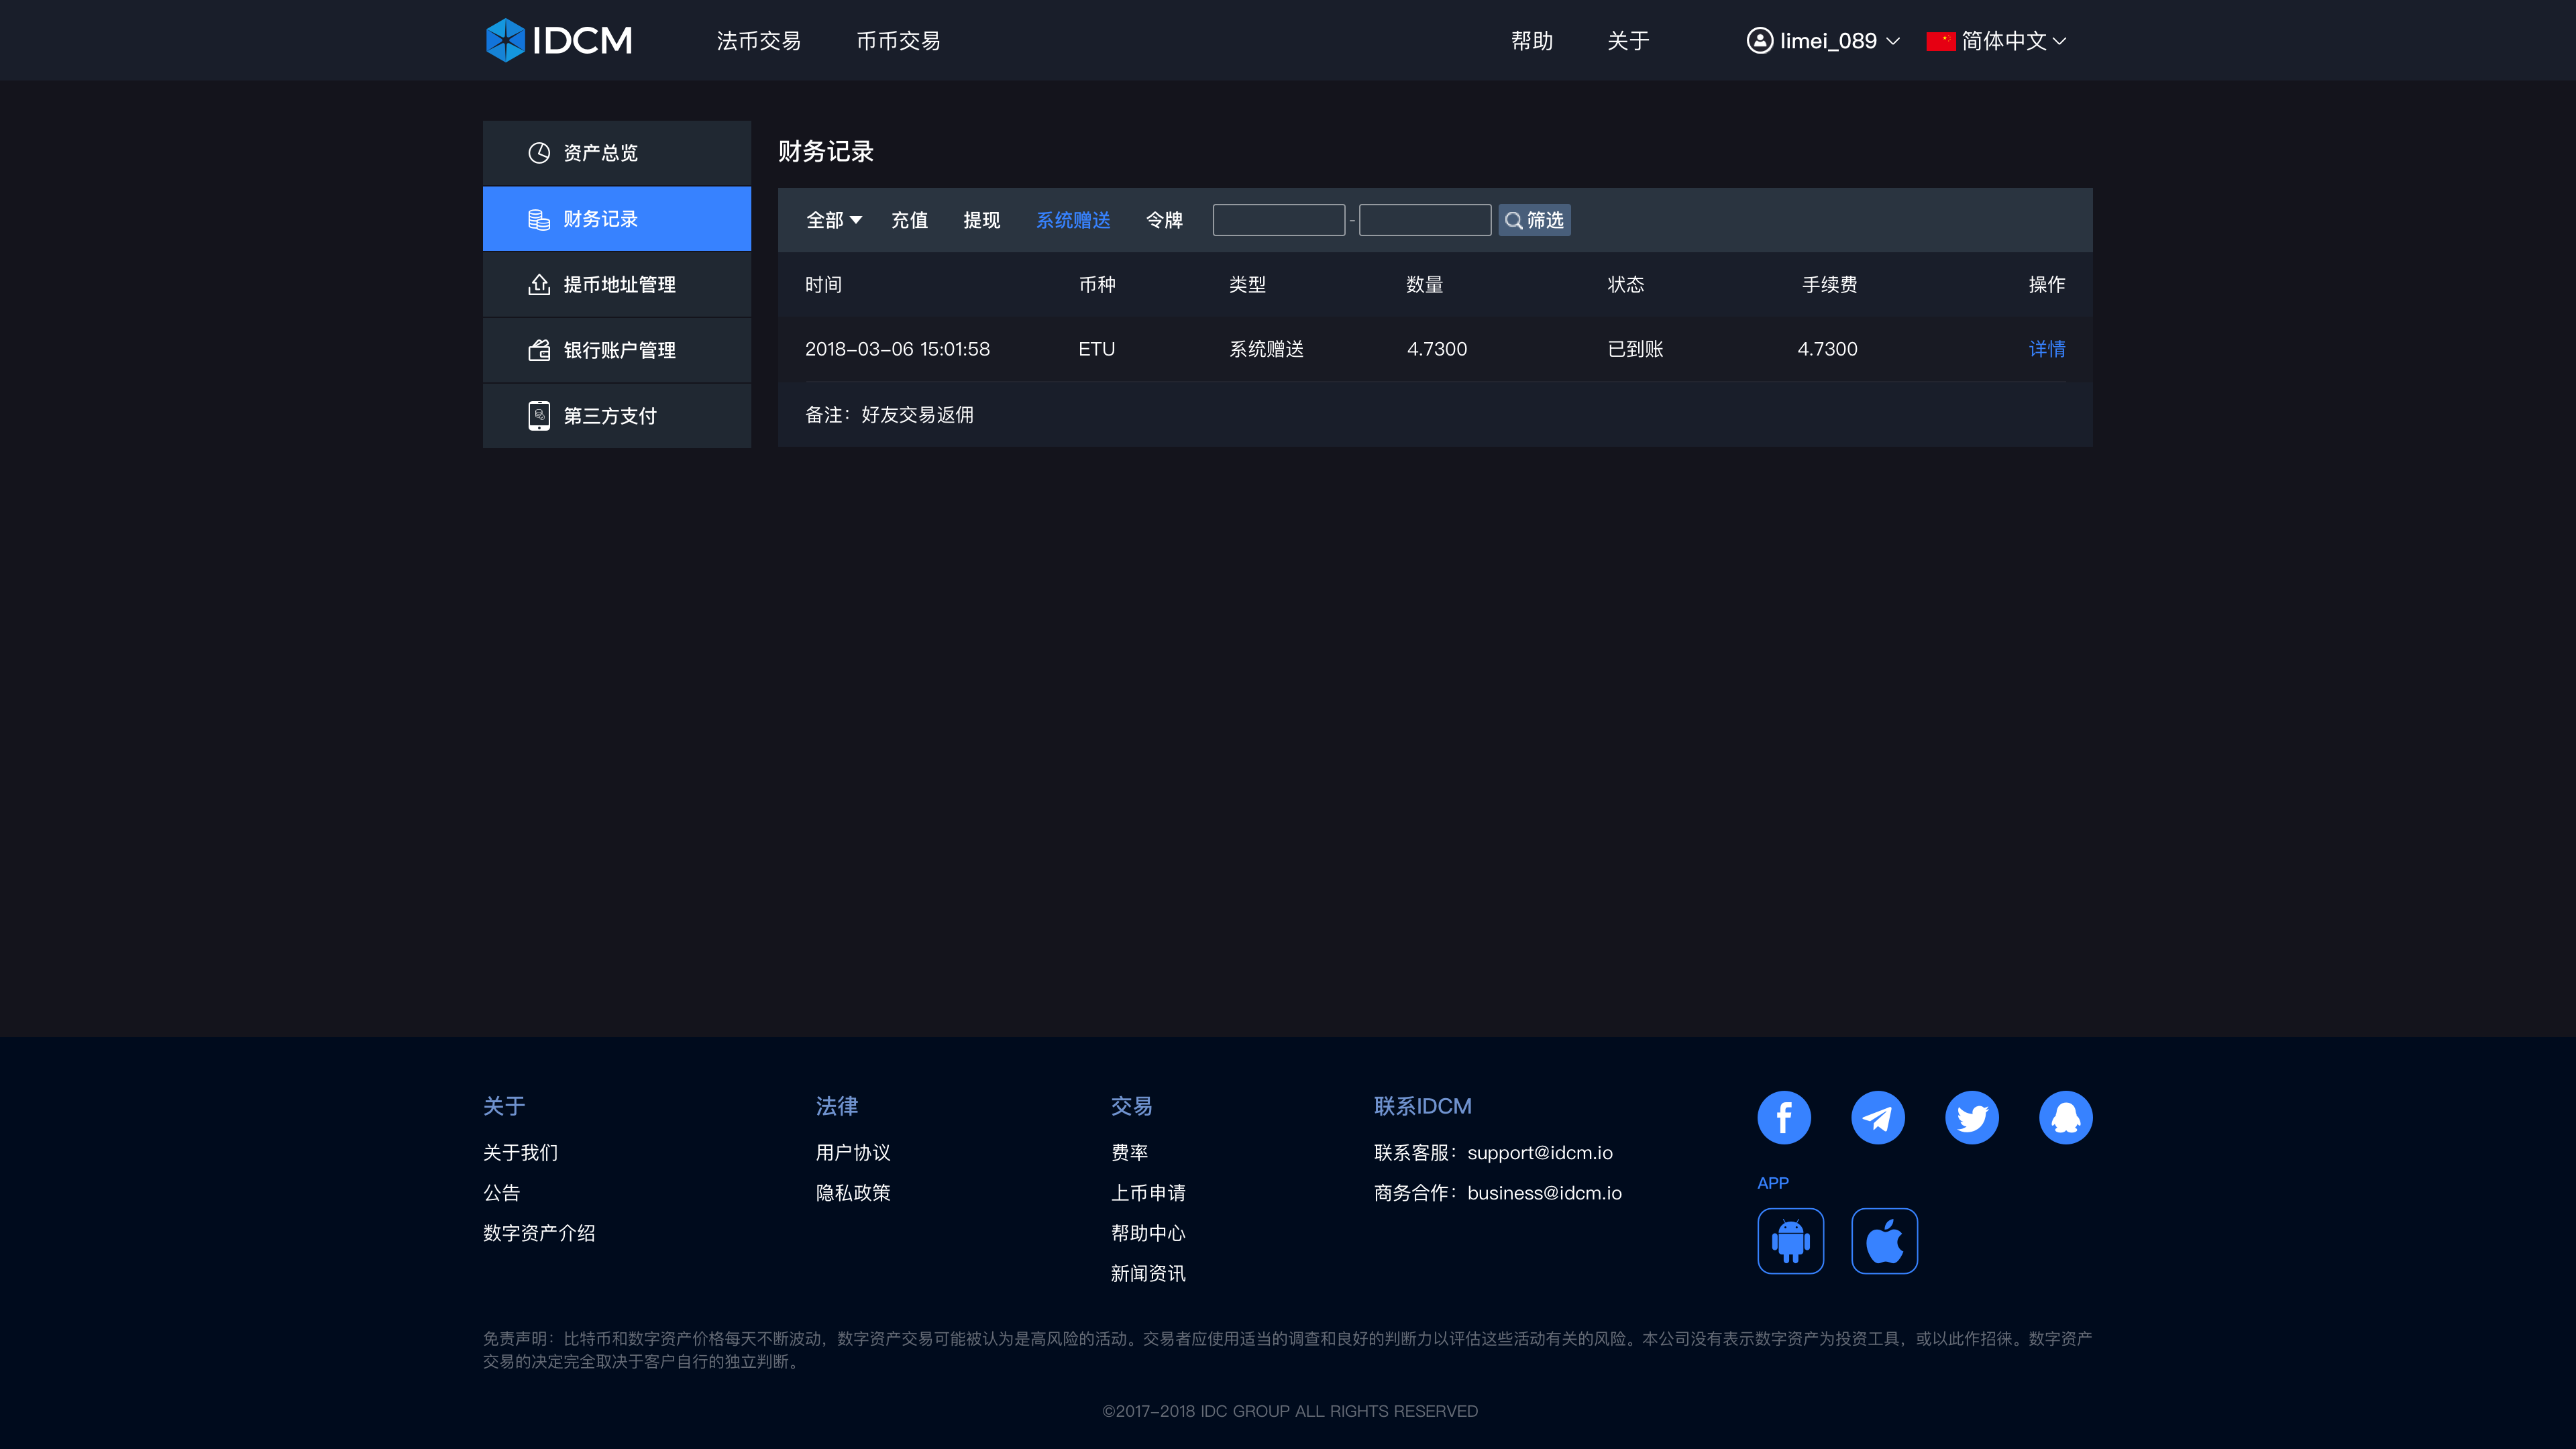 IDCM
法币交易
币币交易
帮助
关于
limei_089
简体中文
资产总览
财务记录
提币地址管理
银行账户管理
第三方支付
财务记录
全部 充值 提现 系统赠送 令牌 - 筛选
时间 币种 类型 数量 状态 手续费 操作
2018-03-06 15:01:58 ETU 系统赠送 4.7300 已到账 4.7300 详情
备注：好友交易返佣
关于
关于我们
公告
数字资产介绍
法律
用户协议
隐私政策
交易
费率
上币申请
帮助中心
新闻资讯
联系IDCM
联系客服：support@idcm.io
商务合作：business@idcm.io
APP
免责声明：比特币和数字资产价格每天不断波动，数字资产交易可能被认为是高风险的活动。交易者应使用适当的调查和良好的判断力以评估这些活动有关的风险。本公司没有表示数字资产为投资工具，或以此作招徕。数字资产
交易的决定完全取决于客户自行的独立判断。
©2017-2018 IDC GROUP ALL RIGHTS RESERVED